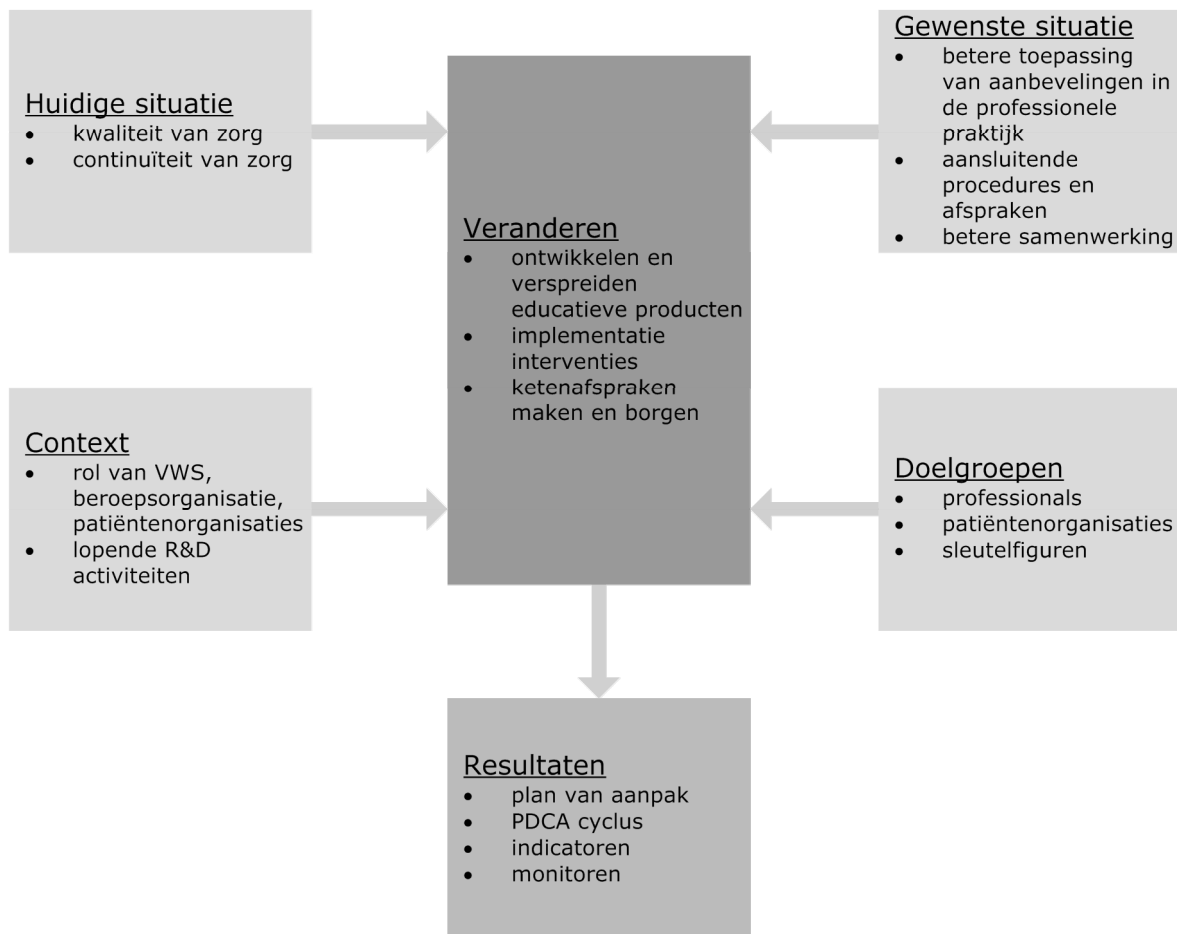 Huidige situatie
• kwaliteit van zorg
• continuïteit van zorg
Gewenste situatie
• betere toepassing
van aanbevelingen in
de professionele
praktijk
• aansluitende
procedures en
afspraken
• betere samenwerking
Veranderen
• ontwikkelen en
verspreiden
educatieve producten
• implementatie
interventies
• ketenafspraken
maken en borgen
Context
• rol van VWS,
beroepsorganisatie,
patiëntenorganisaties
• lopende R&D
activiteiten
Doelgroepen
• professionals
• patiëntenorganisaties
• sleutelfiguren
Resultaten
• plan van aanpak
• PDCA cyclus
• indicatoren
• monitoren